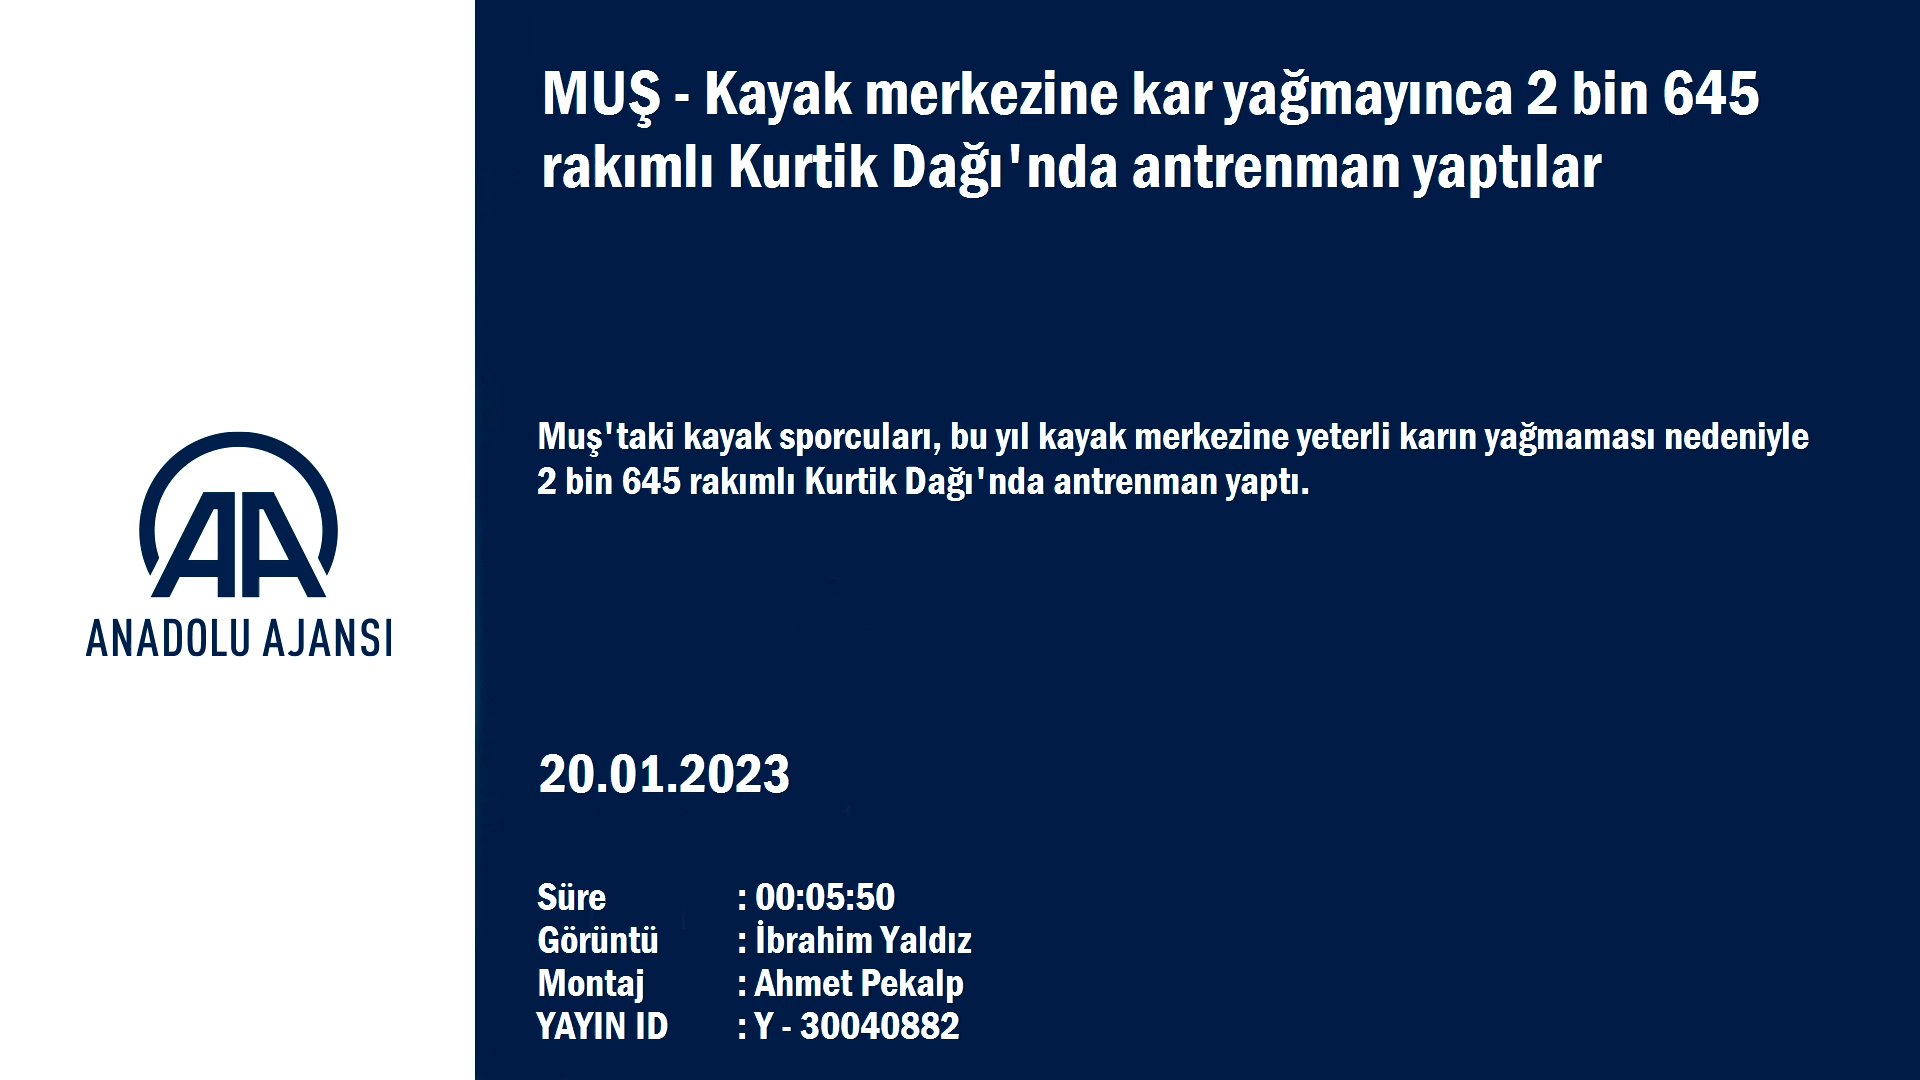 MUŞ - Kayak merkezine kar yağmayınca 2 bin 645
rakımlı Kurtik Dağı'nda antrenman yaptılar
Muş'taki kayak sporcuları, bu yıl kayak merkezine yeterli karın yağmaması nedeniyle
2 bin 645 rakımlı Kurtik Dağı'nda antrenman yaptı.
AA
ANADOLU AJANSI
20.01.2023
Süre : 00:05:50
Görüntü : İbrahim Yaldız
Montaj : Ahmet Pekalp
YAYIN ID : Y - 30040882